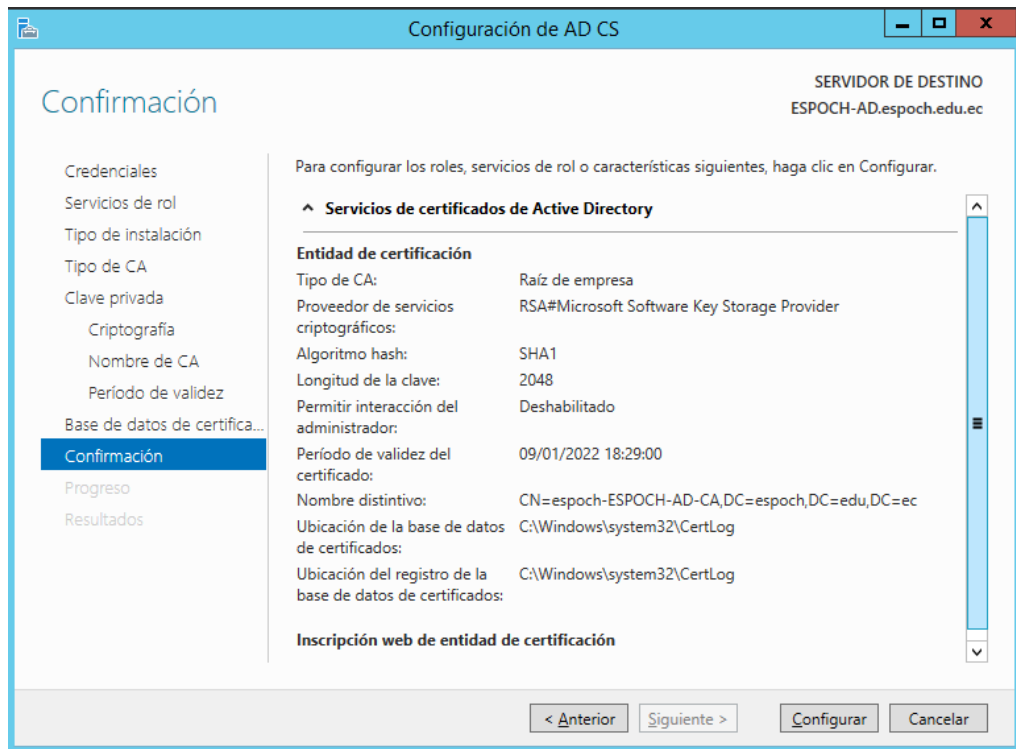 Configuración de AD CS
Confirmación
SERVIDOR DE DESTINO
ESPOCH-AD.espoch.edu.ec
Credenciales
Servicios de rol
Tipo de instalación
Tipo de CA
Clave privada
Criptografía
Nombre de CA
Período de validez
Base de datos de certifica...
Confirmación
Progreso
Resultados
Para configurar los roles, servicios de rol o características siguientes, haga clic en Configurar.
Servicios de certificados de Active Directory
Entidad de certificación
Tipo de CA: Raíz de empresa
Proveedor de servicios RSA#Microsoft Software Key Storage Provider
criptográficos:
Algoritmo hash: SHA1
Longitud de la clave: 2048
Permitir interacción del Deshabilitado
administrador:
Período de validez del 09/01/2022 18:29:00
certificado:
Nombre distintivo: CN=espoch-ESPOCH-AD-CA,DC=espoch,DC=edu,DC=ec
Ubicación de la base de datos C:\Windows\system32\CertLog
de certificados:
Ubicación del registro de la C:\Windows\system32\CertLog
base de datos de certificados:
Inscripción web de entidad de certificación
< Anterior Siguiente > Configurar Cancelar